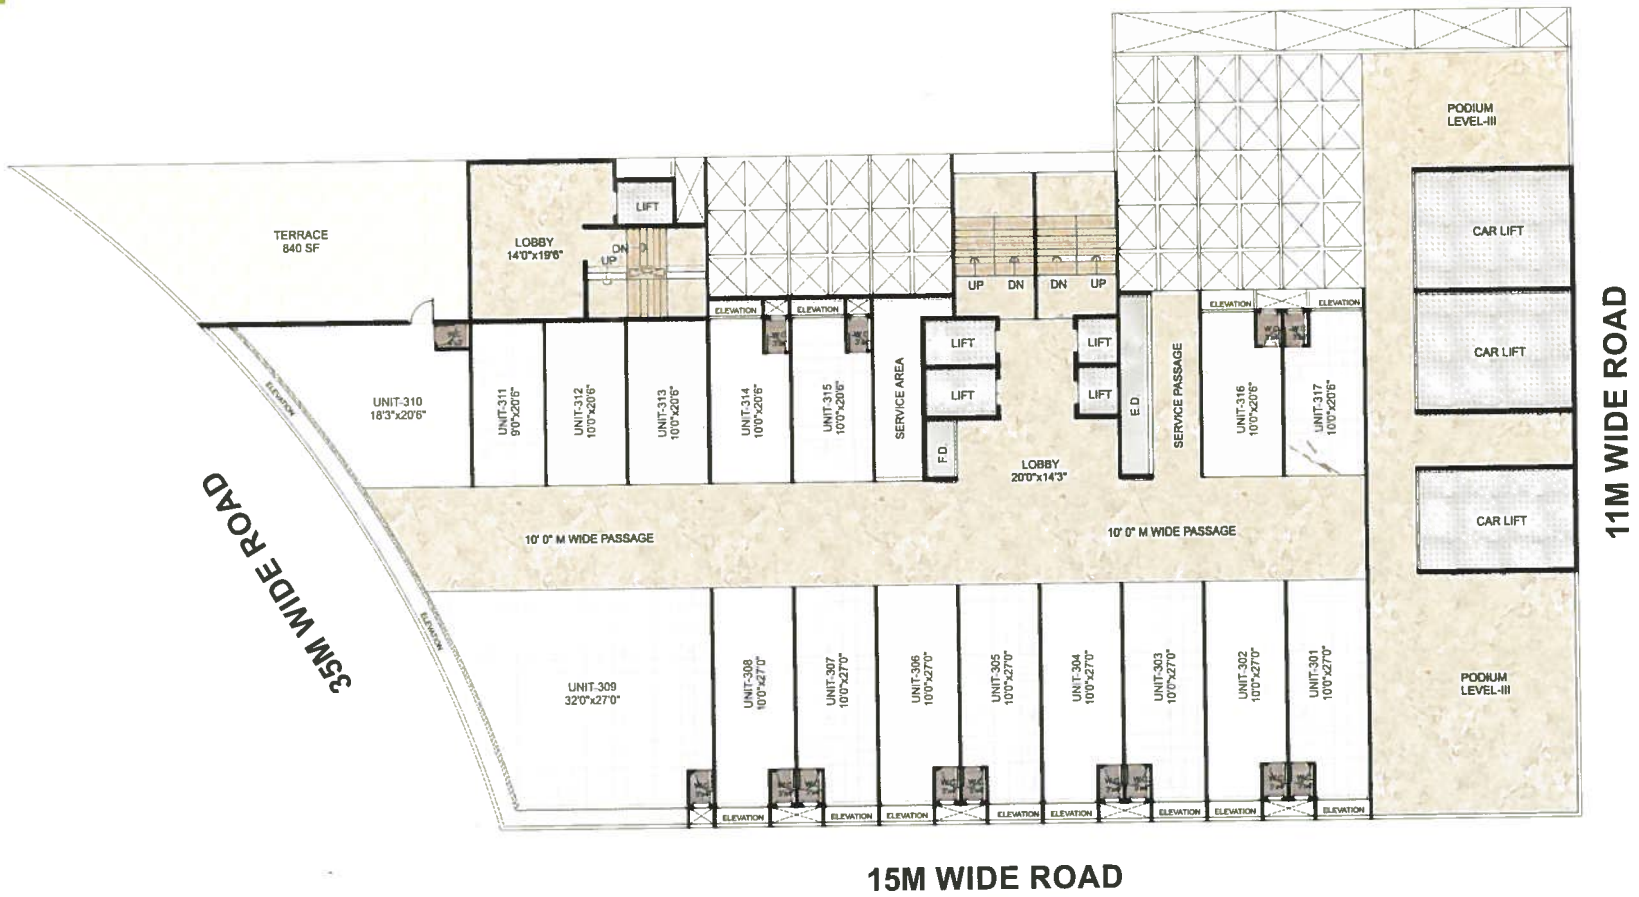 PODIUM
LEVEL-III
TERRACE
840 SF
LOBBY
14'0"x19'6"
LIFT
DN
UP
UP
DN
DN
UP
CAR LIFT
CAR LIFT
CAR LIFT
11M WIDE ROAD
ELEVATION
ELEVATION
ELEVATION
ELEVATION
LIFT
LIFT
LIFT
LIFT
SERVICE AREA
F.D.
E.D.
SERVICE PASSAGE
UNIT-310
18'3"x20'6"
UNIT-311
9'0"x20'6"
UNIT-312
10'0"x20'6"
UNIT-313
10'0"x20'6"
UNIT-314
10'0"x20'6"
UNIT-315
10'0"x20'6"
UNIT-316
10'0"x20'6"
UNIT-317
10'0"x20'6"
LOBBY
20'0"x14'3"
ELEVATION
35M WIDE ROAD
10' 0" M WIDE PASSAGE
10' 0" M WIDE PASSAGE
ELEVATION
UNIT-309
32'0"x27'0"
UNIT-308
10'0"x27'0"
UNIT-307
10'0"x27'0"
UNIT-306
10'0"x27'0"
UNIT-305
10'0"x27'0"
UNIT-304
10'0"x27'0"
UNIT-303
10'0"x27'0"
UNIT-302
10'0"x27'0"
UNIT-301
10'0"x27'0"
PODIUM
LEVEL-III
ELEVATION
ELEVATION
ELEVATION
ELEVATION
ELEVATION
ELEVATION
ELEVATION
ELEVATION
15M WIDE ROAD